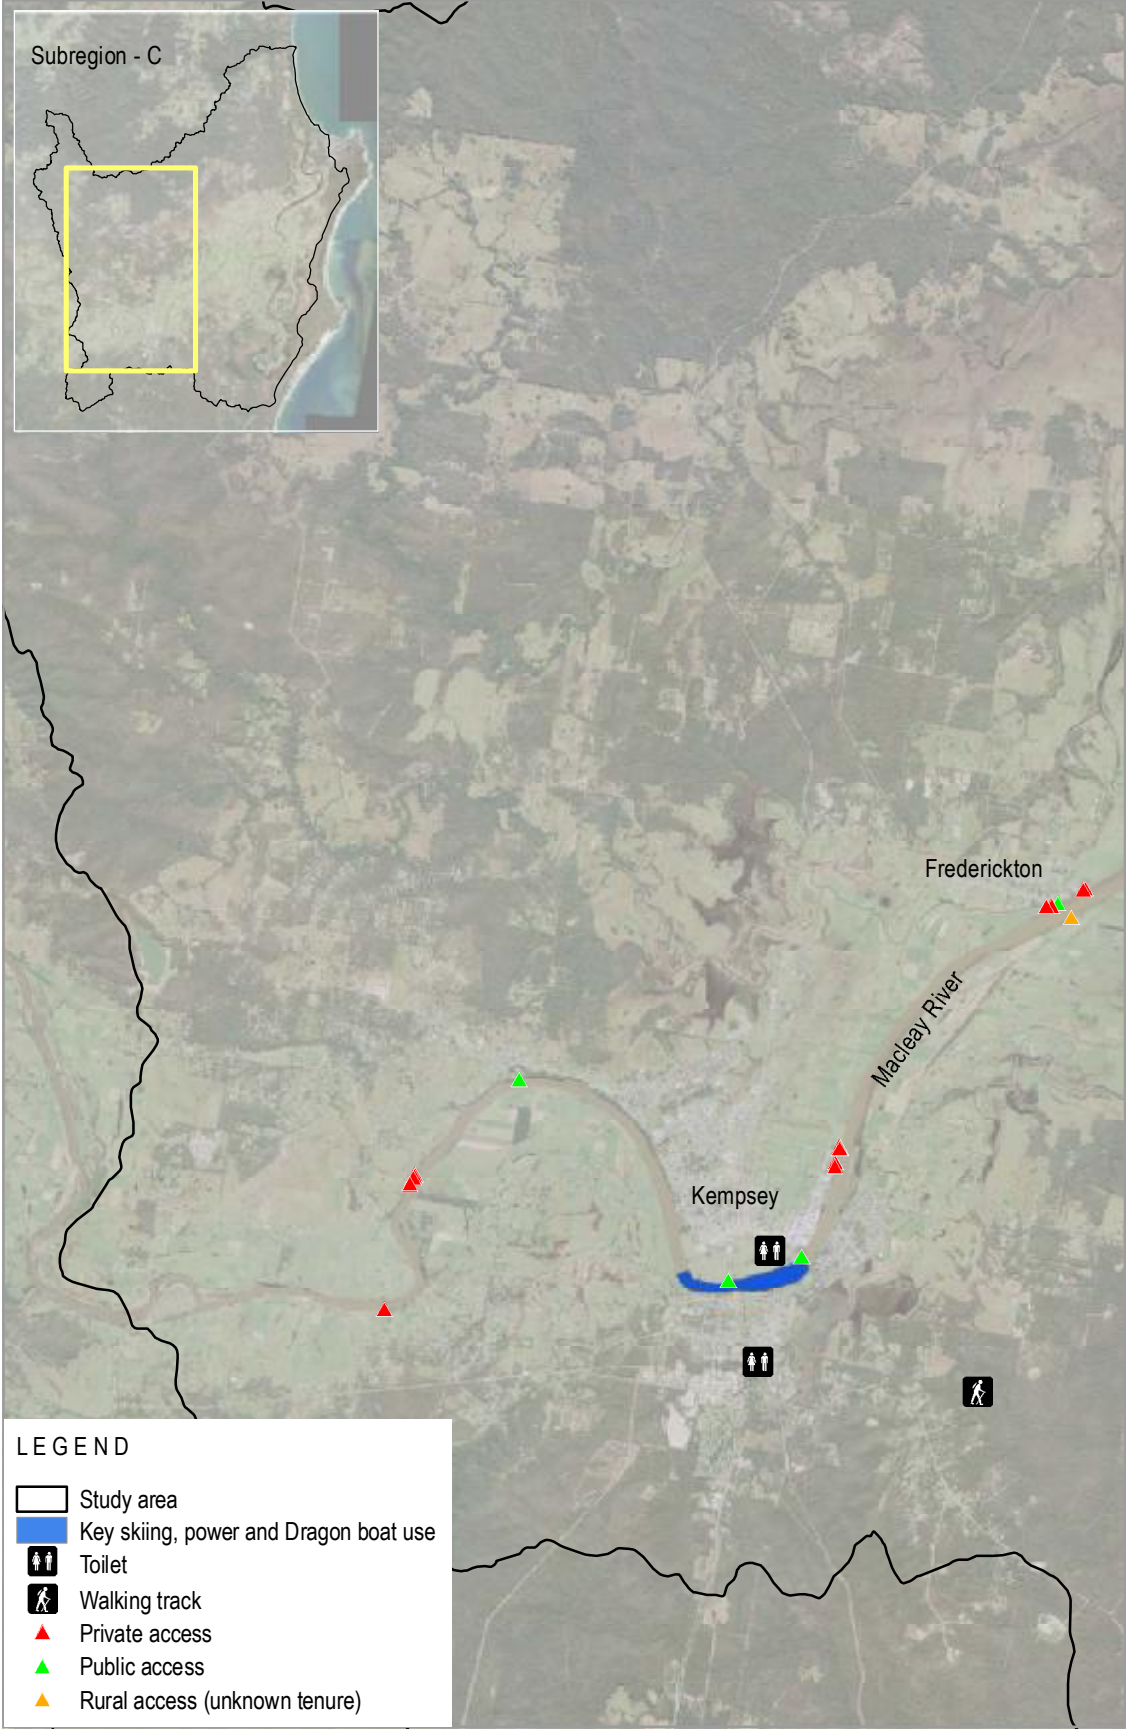 Subregion - C
Frederickton
Macleay River
Kempsey
LEGEND
Study area
Key skiing, power and Dragon boat use
Toilet
Walking track
Private access
Public access
Rural access (unknown tenure)